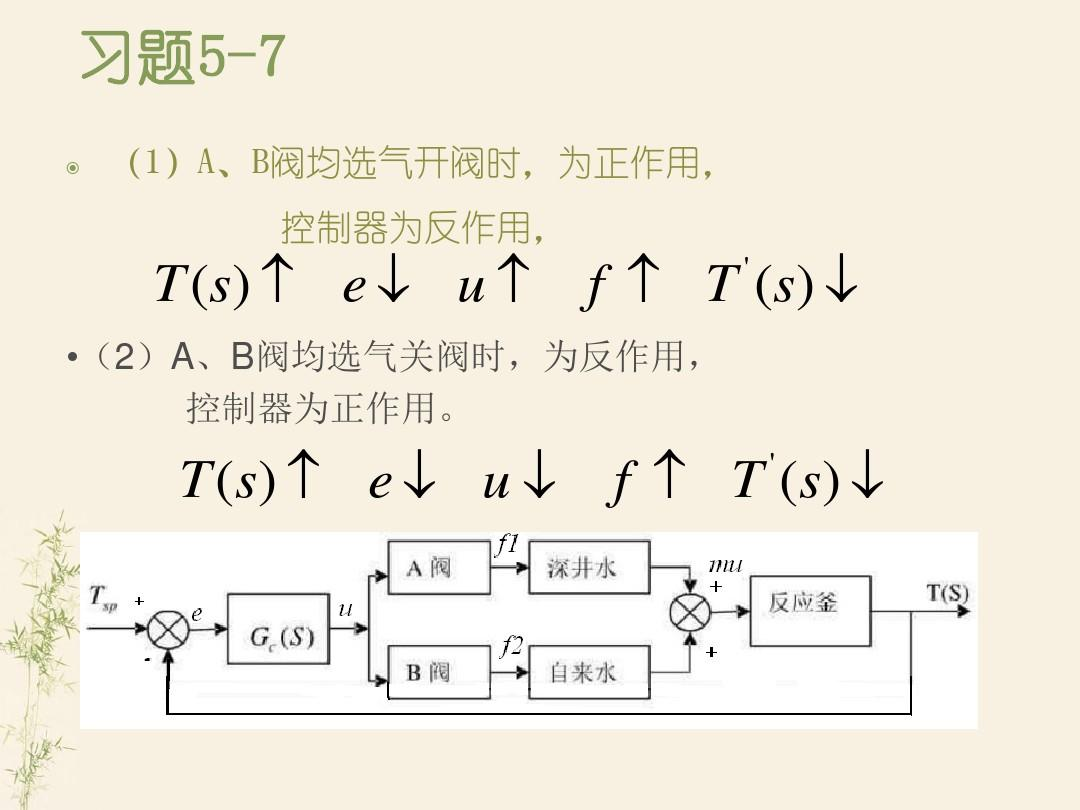 习题5-7
(1) A、B阀均选气开阀时，为正作用，
控制器为反作用，
T(s)↑ e↓ u↑ f↑ T'(s)↓
•（2）A、B阀均选气关阀时，为反作用，
控制器为正作用。
T(s)↑ e↓ u↓ f↑ T'(s)↓
f1
A 阀
深井水
mu
+
T_sp
+
e
u
反应釜
T(S)
G_c(S)
-
f2
+
B 阀
自来水